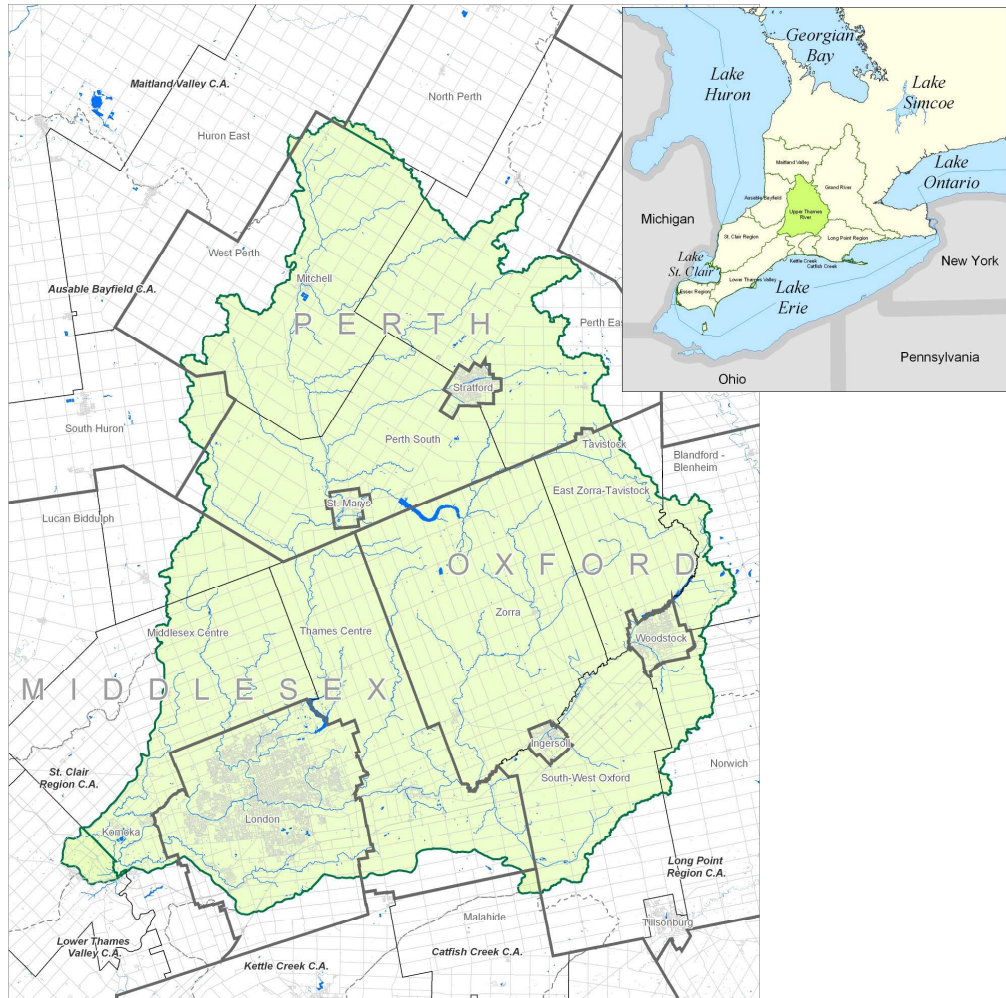 Maitland Valley C.A.
North Perth
Huron East
West Perth
Mitchell
Ausable Bayfield C.A.
PERTH
Perth Eas
Stratford
South Huron
Perth South
Tavistock
Blandford -
Blenheim
East Zorra-Tavistock
St. Marys
Lucan Biddulph
OXFORD
Zorra
Middlesex Centre
Thames Centre
Woodstock
MIDDLESEX
Ingersoll
St. Clair
Region C.A.
South-West Oxford
Norwich
London
Komoka
Long Point
Region C.A.
Malahide
Tillsonburg
Lower Thames
Valley C.A.
Catfish Creek C.A.
Kettle Creek C.A.
Georgian
Bay
Lake
Huron
Lake
Simcoe
Lake
Ontario
Maitland Valley
Grand River
Ausable Bayfield
Upper Thames
River
Michigan
St. Clair Region
Long Point Region
New York
Lake
St. Clair
Kettle Creek
Catfish Creek
Lower Thames Valley
Essex Region
Lake
Erie
Pennsylvania
Ohio